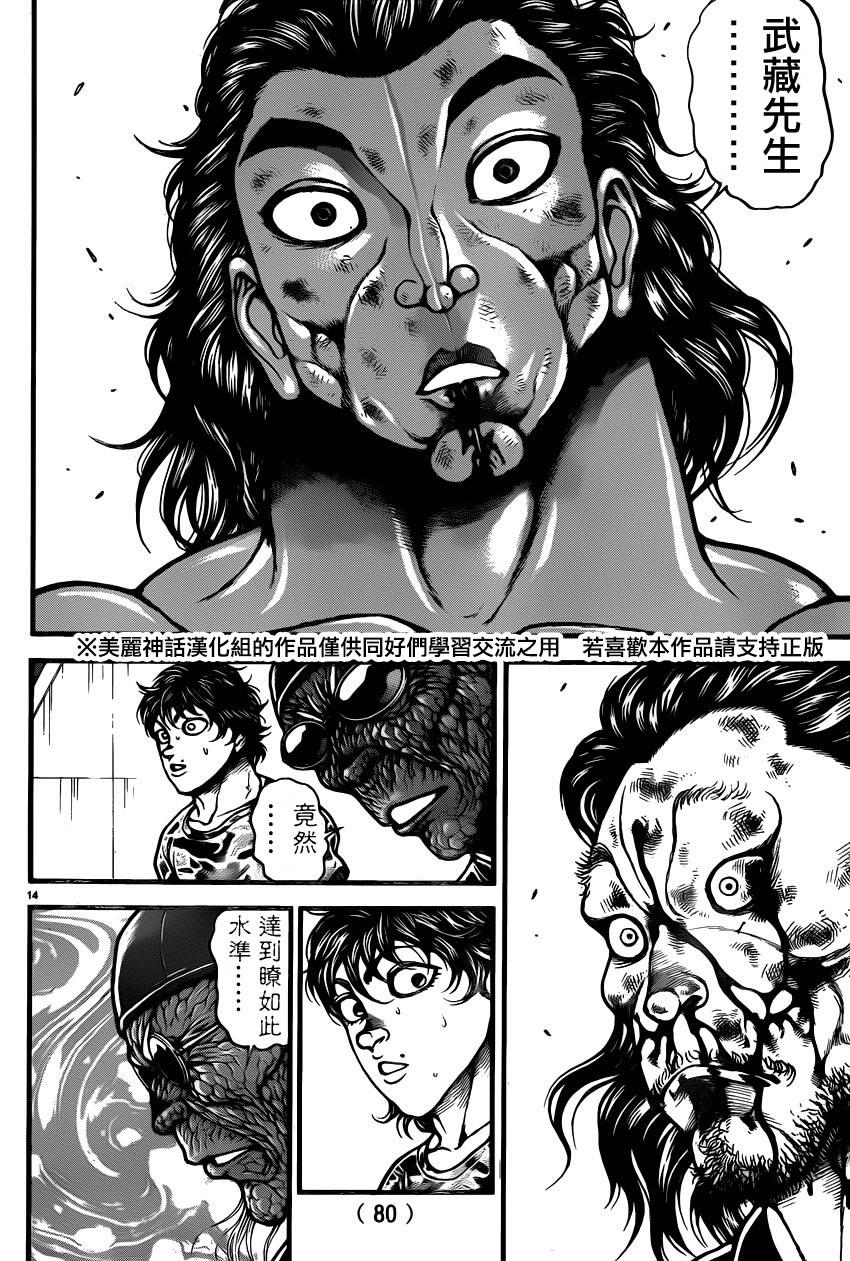 武藏先生
………………
※美麗神話漢化組的作品僅供同好們學習交流之用　若喜歡本作品請支持正版
竟然
……
14
達到瞭如此
水準……
( 80 )